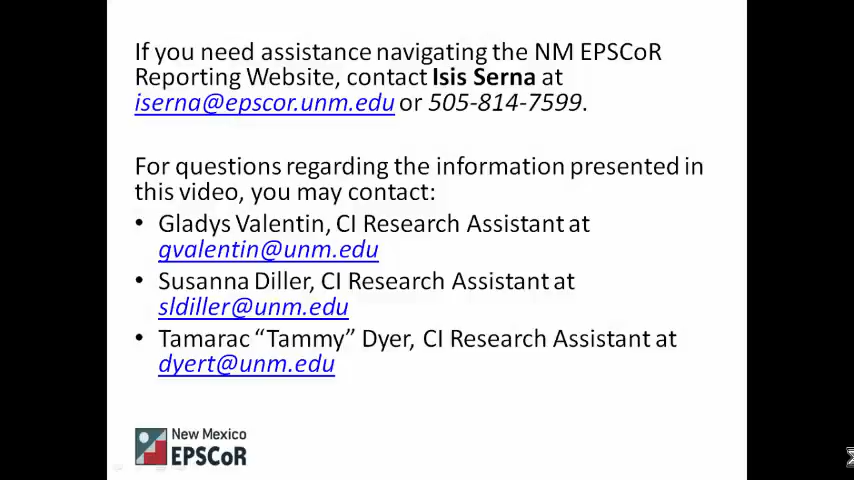 If you need assistance navigating the NM EPSCoR
Reporting Website, contact Isis Serna at
iserna@epscor.unm.edu or 505-814-7599.
For questions regarding the information presented in
this video, you may contact:
• Gladys Valentin, CI Research Assistant at
gvalentin@unm.edu
• Susanna Diller, CI Research Assistant at
sldiller@unm.edu
• Tamarac “Tammy” Dyer, CI Research Assistant at
dyert@unm.edu
New Mexico
EPSCoR